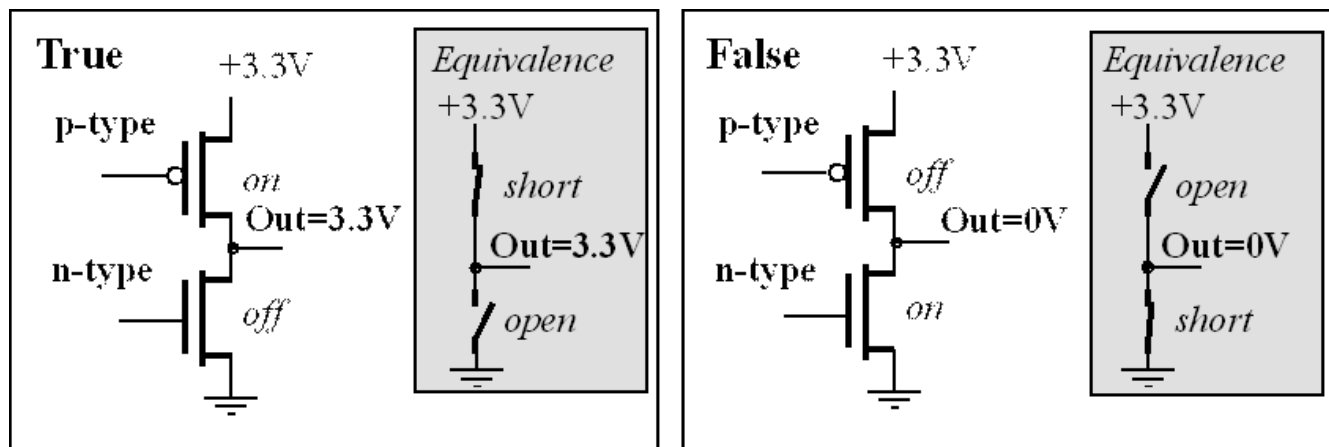 True
+3.3V
p-type
on
Out=3.3V
n-type
off
Equivalence
+3.3V
short
Out=3.3V
open
False
+3.3V
p-type
off
Out=0V
n-type
on
Equivalence
+3.3V
open
Out=0V
short